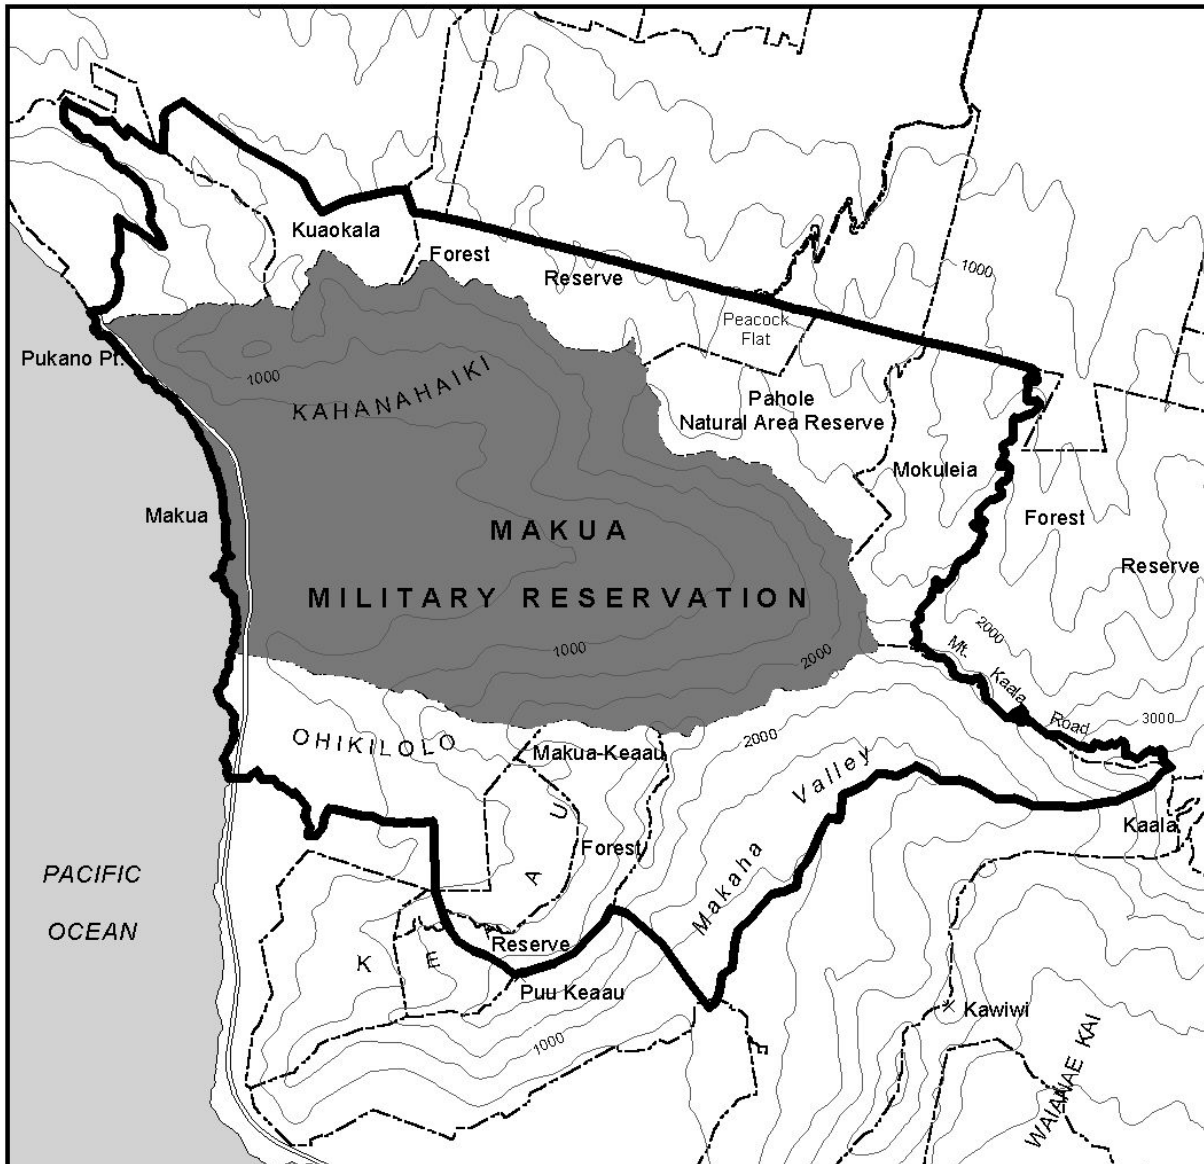 1000
Kuaokala
Forest
Reserve
Peacock
Flat
Pukano Pt.
1000
KAHANAHAIKI
Pahole
Natural Area Reserve
Mokuleia
Makua
MAKUA
Forest
MILITARY RESERVATION
Reserve
2000
1000
2000
Mt. Kaala Road
3000
OHIKILOLO
Makua-Keaau
2000
Makaha Valley
Kaala
Forest
PACIFIC
OCEAN
KEAAU
Reserve
Puu Keaau
Kawiwi
1000
WAIANAE KAI